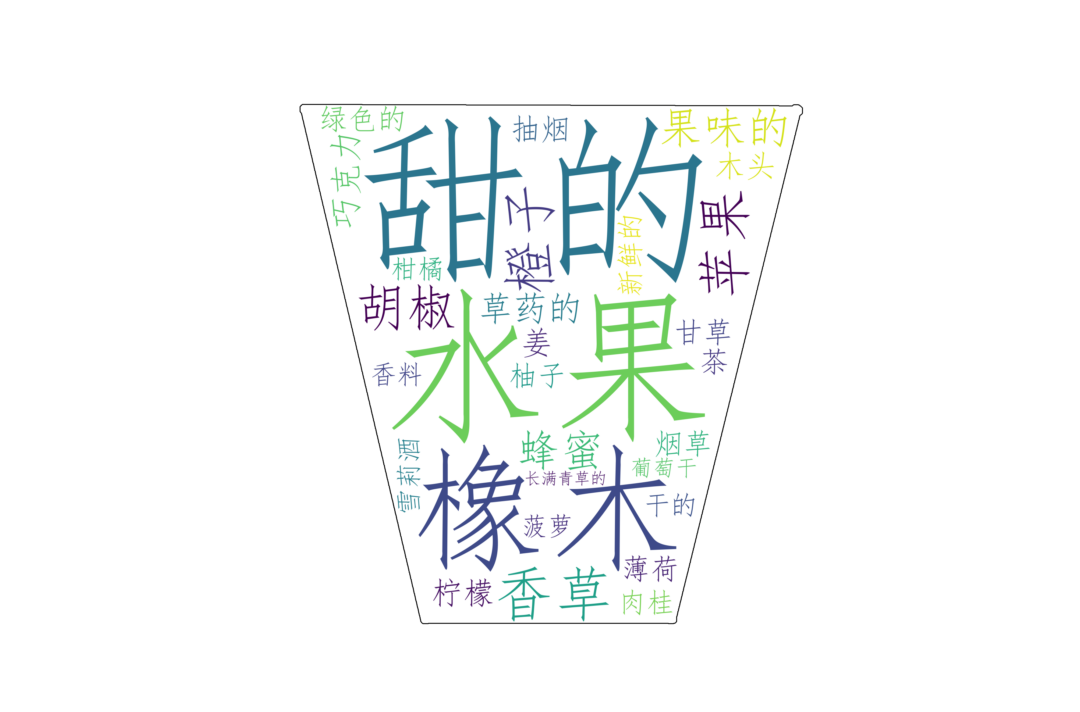 绿色的
抽烟
果味的
巧克力
甜的
木头
橙子
新鲜的
苹果
柑橘
胡椒
草药的
水果
姜
甘草
香料
柚子
茶
雪莉酒
蜂蜜
烟草
橡木
长满青草的
葡萄干
菠萝
干的
柠檬
香草
薄荷
肉桂